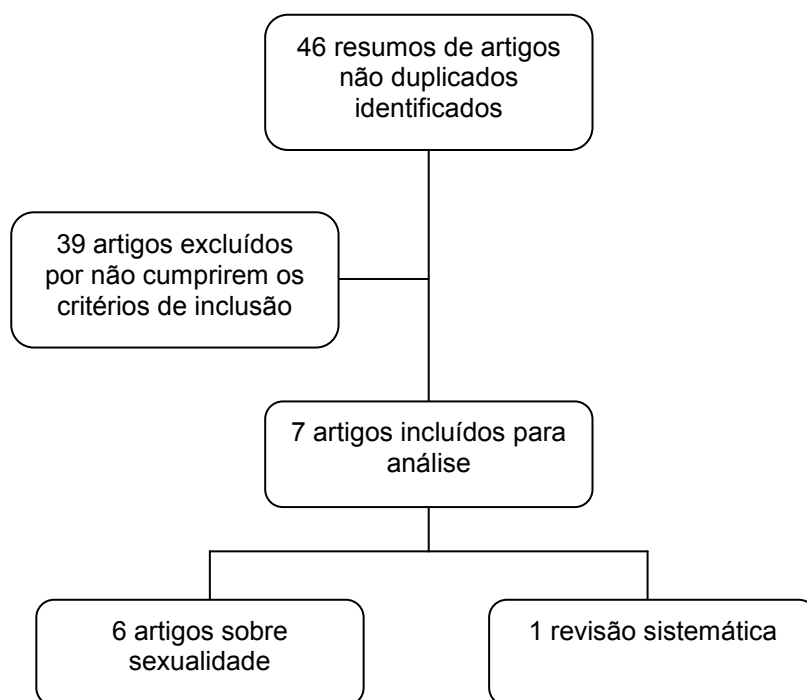 46 resumos de artigos
não duplicados
identificados
39 artigos excluídos
por não cumprirem os
critérios de inclusão
7 artigos incluídos para
análise
6 artigos sobre
sexualidade
1 revisão sistemática